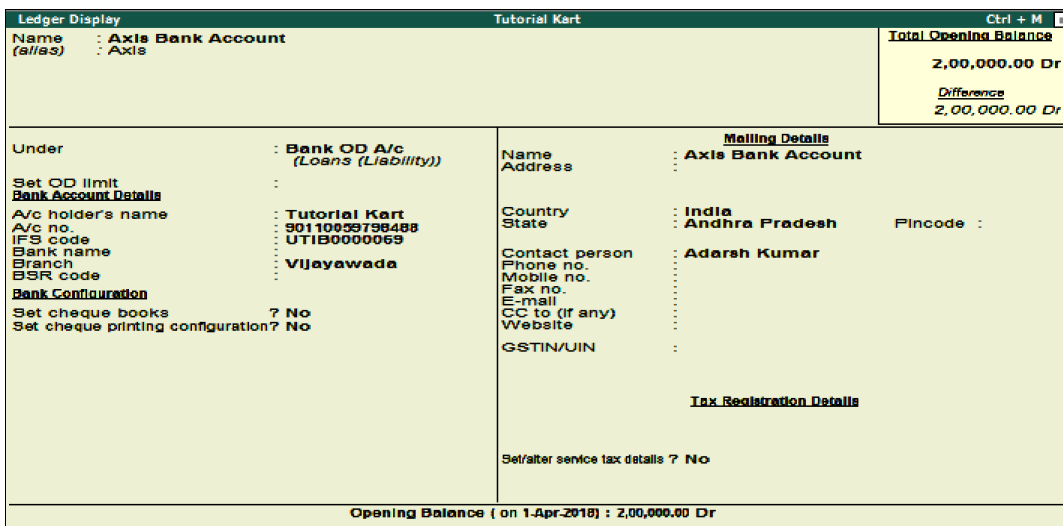 Ledger Display Tutorial Kart Ctrl + M
Name : Axis Bank Account
(alias) : Axis
Total Opening Balance
2,00,000.00 Dr
Difference
2,00,000.00 Dr
Under : Bank OD A/c
(Loans (Liability))
Set OD limit :
Bank Account Details
A/c holder's name : Tutorial Kart
A/c no. : 90110059798488
IFS code : UTIB0000069
Bank name :
Branch : Vijayawada
BSR code :
Bank Configuration
Set cheque books ? No
Set cheque printing configuration? No
Mailing Details
Name : Axis Bank Account
Address :
Country : India
State : Andhra Pradesh Pincode :
Contact person : Adarsh Kumar
Phone no. :
Mobile no. :
Fax no. :
E-mail :
CC to (if any) :
Website :
GSTIN/UIN :
Tax Registration Details
Set/alter service tax details ? No
Opening Balance ( on 1-Apr-2018) : 2,00,000.00 Dr